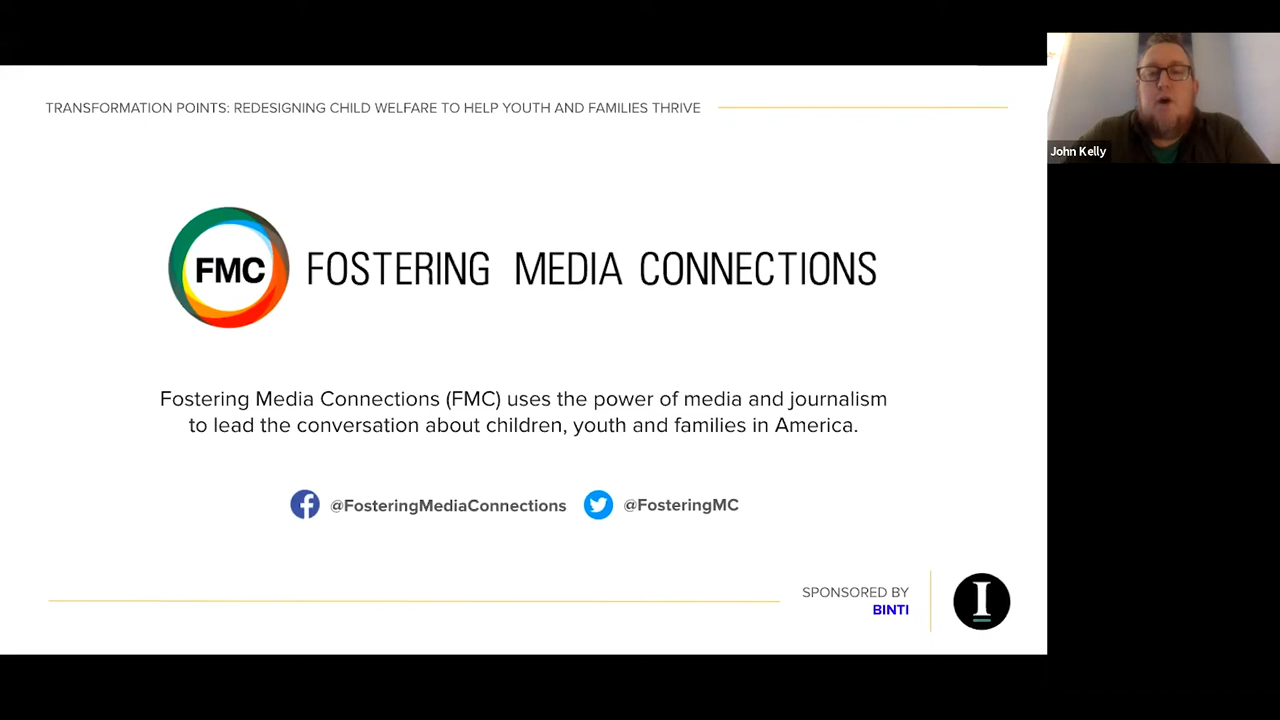 TRANSFORMATION POINTS: REDESIGNING CHILD WELFARE TO HELP YOUTH AND FAMILIES THRIVE
John Kelly
FMC
FOSTERING MEDIA CONNECTIONS
Fostering Media Connections (FMC) uses the power of media and journalism
to lead the conversation about children, youth and families in America.
@FosteringMediaConnections @FosteringMC
SPONSORED BY
BINTI
I